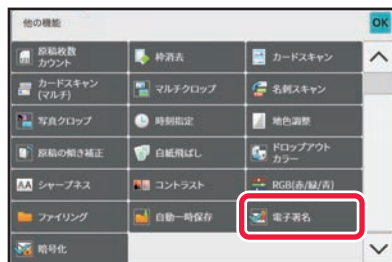 他の機能
OK
原稿枚数
カウント
枠消去
カードスキャン
カードスキャン
(マルチ)
マルチクロップ
名刺スキャン
写真クロップ
時刻指定
地色調整
原稿の傾き補正
白紙飛ばし
ドロップアウト
カラー
AA シャープネス
コントラスト
RGB(赤/緑/青)
ファイリング
自動一時保存
電子署名
暗号化